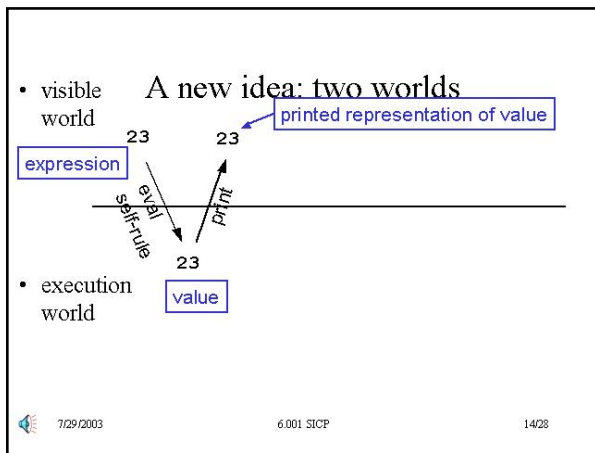 A new idea: two worlds
• visible world
printed representation of value
23
23
expression
eval
self-rule
print
23
• execution world
value
7/29/2003
6.001 SICP
14/28